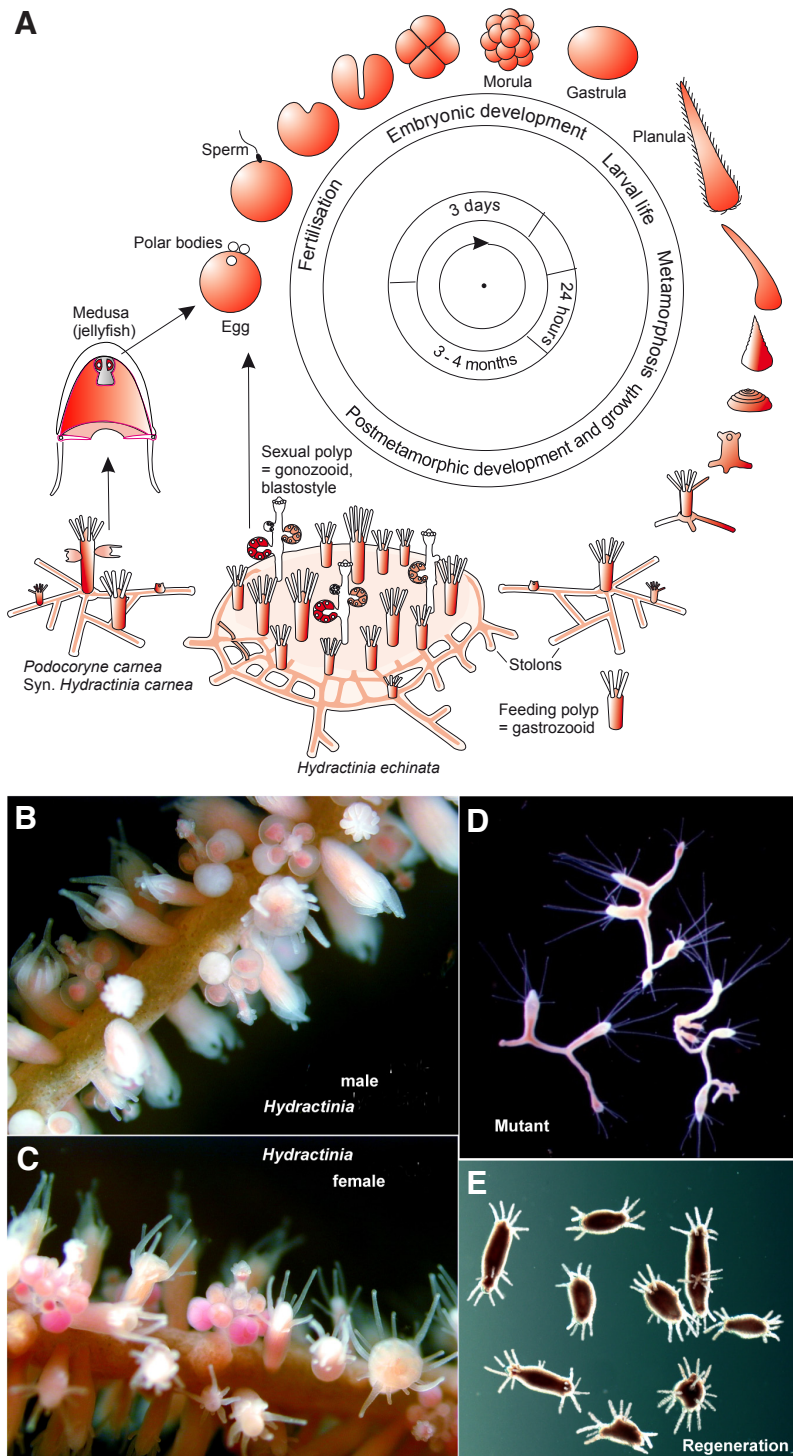 A
Morula
Gastrula
Planula
Sperm
Polar bodies
Egg
Medusa
(jellyfish)
Fertilisation
Embryonic development
Larval life
Metamorphosis
Postmetamorphic development and growth
3 days
24 hours
3 - 4 months
Sexual polyp
= gonozooid,
blastostyle
Podocoryne carnea
Syn. Hydractinia carnea
Stolons
Feeding polyp
= gastrozooid
Hydractinia echinata
B
male
Hydractinia
C
Hydractinia
female
D
Mutant
E
Regeneration